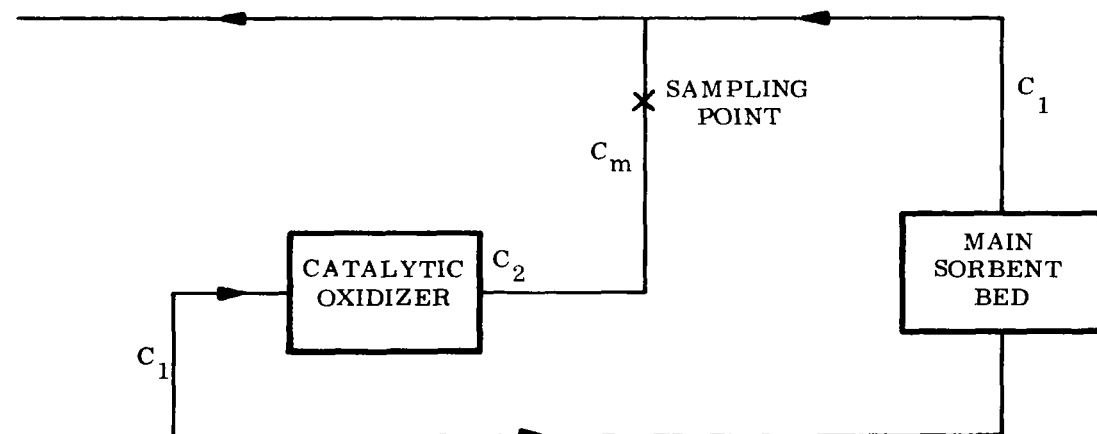 SAMPLING
POINT
C1
Cm
MAIN
SORBENT
BED
CATALYTIC
OXIDIZER
C2
C1